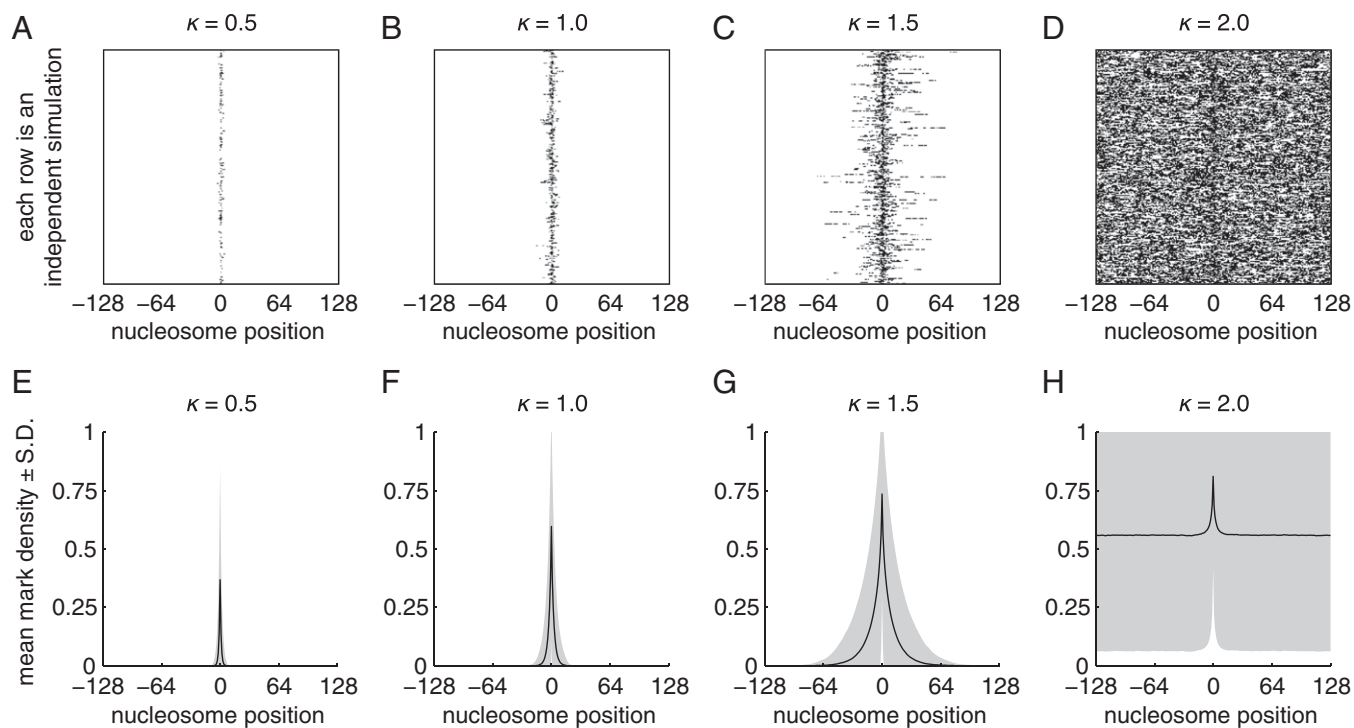 A
κ = 0.5
B
κ = 1.0
C
κ = 1.5
D
κ = 2.0
each row is an
independent simulation
−128 −64 0 64 128
nucleosome position
−128 −64 0 64 128
nucleosome position
−128 −64 0 64 128
nucleosome position
−128 −64 0 64 128
nucleosome position
E
κ = 0.5
F
κ = 1.0
G
κ = 1.5
H
κ = 2.0
mean mark density ± S.D.
1
0.75
0.5
0.25
0
−128 −64 0 64 128
nucleosome position
1
0.75
0.5
0.25
0
−128 −64 0 64 128
nucleosome position
1
0.75
0.5
0.25
0
−128 −64 0 64 128
nucleosome position
1
0.75
0.5
0.25
0
−128 −64 0 64 128
nucleosome position